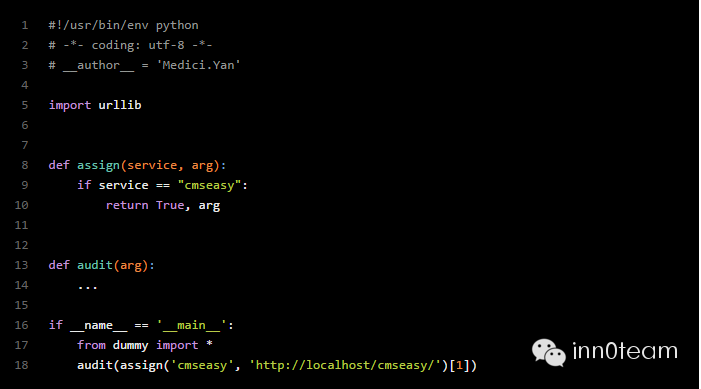 1 #!/usr/bin/env python
2 # -*- coding: utf-8 -*-
3 # __author__ = 'Medici.Yan'
4
5 import urllib
6
7
8 def assign(service, arg):
9     if service == "cmseasy":
10         return True, arg
11
12
13 def audit(arg):
14     ...
15
16 if __name__ == '__main__':
17     from dummy import *
18     audit(assign('cmseasy', 'http://localhost/cmseasy/')[1])
inn0team